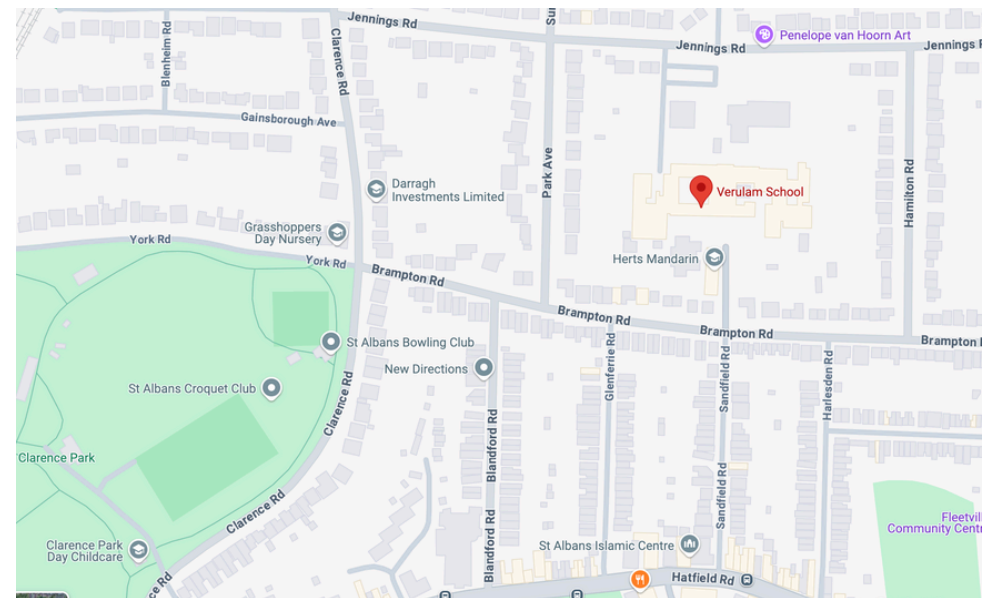 Jennings Rd
Su
Penelope van Hoorn Art
Jennings Rd
Jennings R
Blenheim Rd
Clarence Rd
Gainsborough Ave
Park Ave
Darragh
Investments Limited
Verulam School
Hamilton Rd
Grasshoppers
Day Nursery
York Rd
York Rd
Herts Mandarin
Brampton Rd
Brampton Rd
Brampton Rd
Brampton
St Albans Bowling Club
New Directions
Glenferrie Rd
Sandfield Rd
Harlesden Rd
St Albans Croquet Club
Clarence Rd
Blandford Rd
Clarence Park
Sandfield Rd
Clarence Rd
Fleetvil
Community Cent
Blandford Rd
Clarence Park
Day Childcare
St Albans Islamic Centre
Hatfield Rd
ce Rd